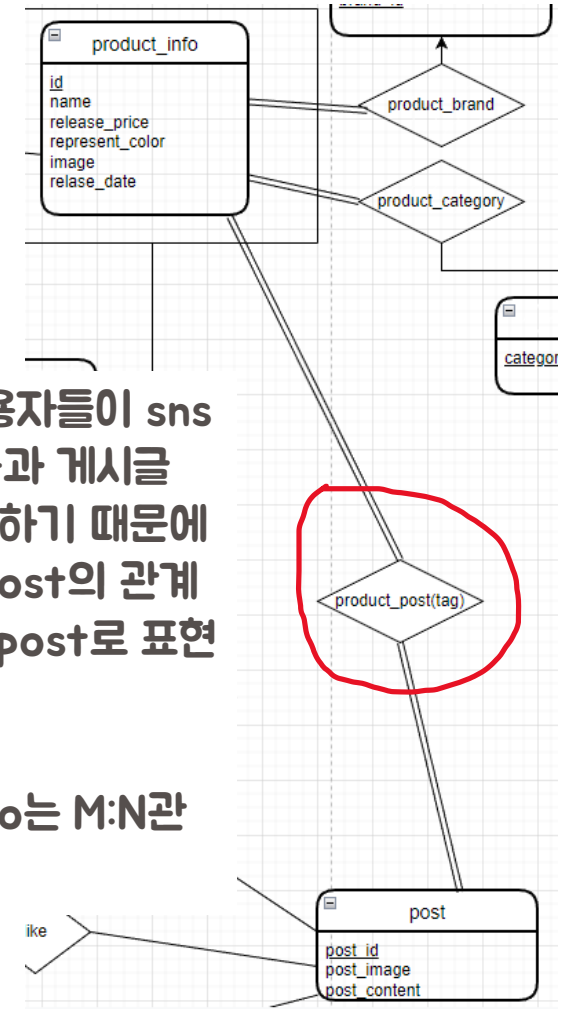 product_info
id
name
release_price
represent_color
image
relase_date
product_brand
product_category
용자들이 sns
과 게시글
하기 때문에
ost의 관계
post로 표현
product_post(tag)
는 M:N관
ike
post
post_id
post_image
post_content